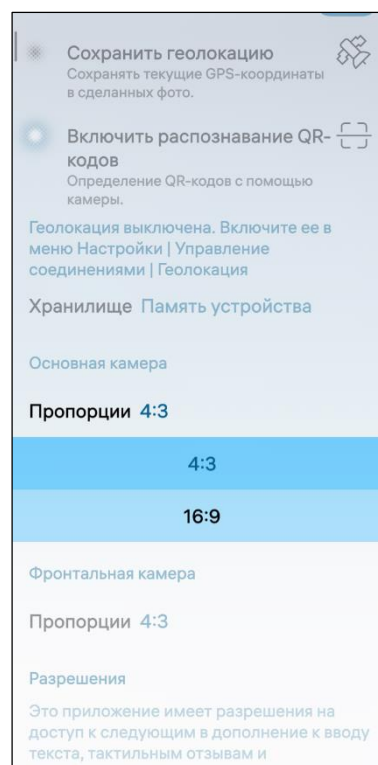 Сохранить геолокацию
Сохранять текущие GPS-координаты
в сделанных фото.
Включить распознавание QR-
кодов
Определение QR-кодов с помощью
камеры.
Геолокация выключена. Включите ее в
меню Настройки | Управление
соединениями | Геолокация
Хранилище Память устройства
Основная камера
Пропорции 4:3
4:3
16:9
Фронтальная камера
Пропорции 4:3
Разрешения
Это приложение имеет разрешения на
доступ к следующим в дополнение к вводу
текста, тактильным отзывам и